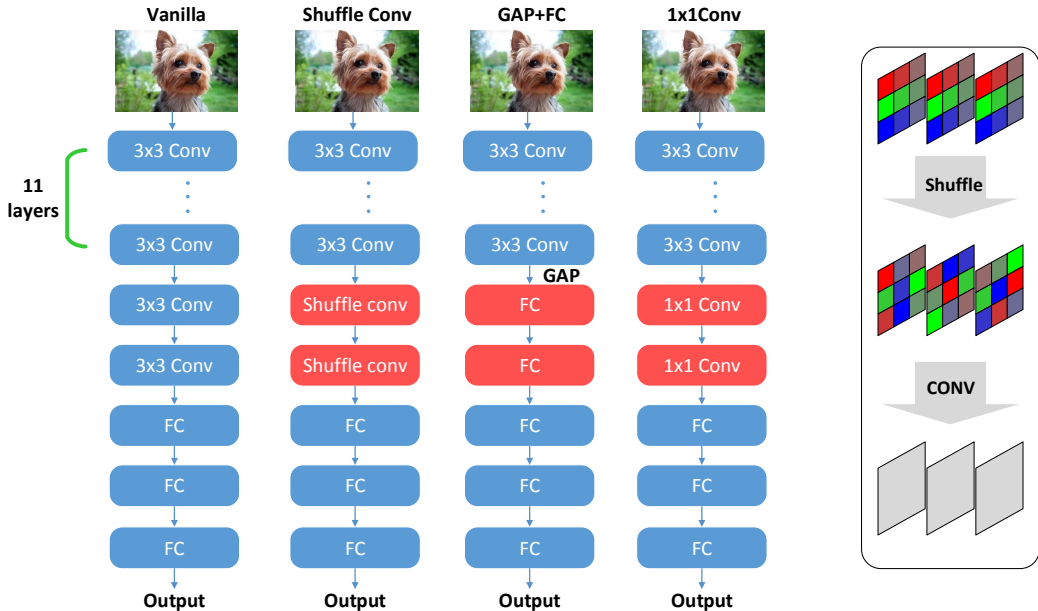 Vanilla
Shuffle Conv
GAP+FC
1x1Conv
3x3 Conv
3x3 Conv
3x3 Conv
3x3 Conv
11
layers
3x3 Conv
3x3 Conv
3x3 Conv
3x3 Conv
GAP
3x3 Conv
Shuffle conv
FC
1x1 Conv
3x3 Conv
Shuffle conv
FC
1x1 Conv
FC
FC
FC
FC
FC
FC
FC
FC
FC
FC
FC
FC
Output
Output
Output
Output
Shuffle
CONV